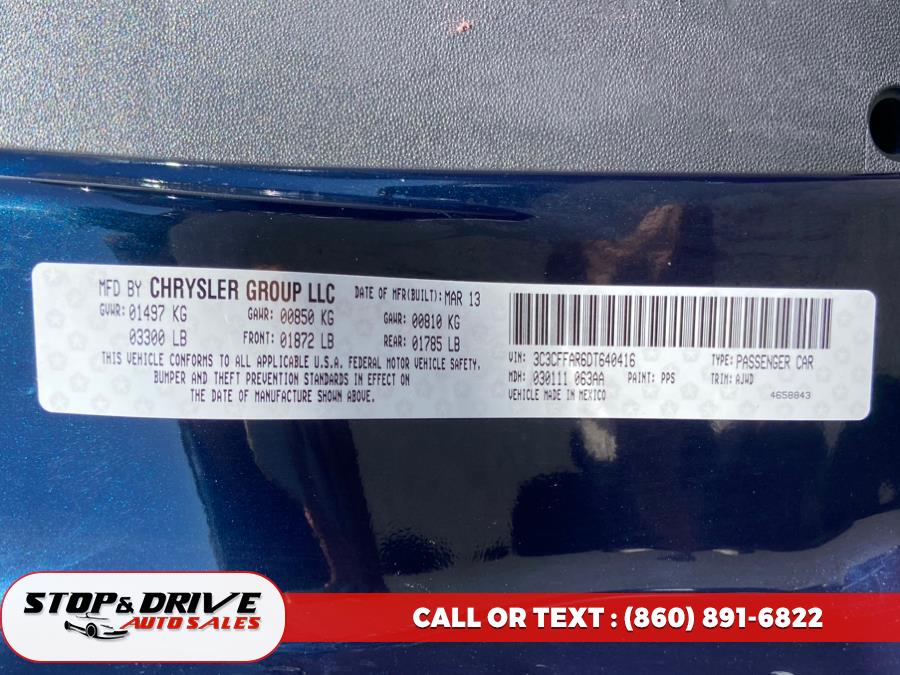 MFD BY CHRYSLER GROUP LLC
DATE OF MFR(BUILT): MAR 13
GVWR: 01497 KG GAWR: 00850 KG GAWR: 00810 KG
03300 LB FRONT: 01872 LB REAR: 01785 LB
THIS VEHICLE CONFORMS TO ALL APPLICABLE U.S.A. FEDERAL MOTOR VEHICLE SAFETY,
BUMPER AND THEFT PREVENTION STANDARDS IN EFFECT ON
THE DATE OF MANUFACTURE SHOWN ABOVE.
VIN: 3C3CFFAR6DT640416 TYPE: PASSENGER CAR
MDH: 030111 063AA PAINT: PPS TRIM: AJWD
VEHICLE MADE IN MEXICO 4658843
STOP & DRIVE
AUTO SALES
CALL OR TEXT : (860) 891-6822